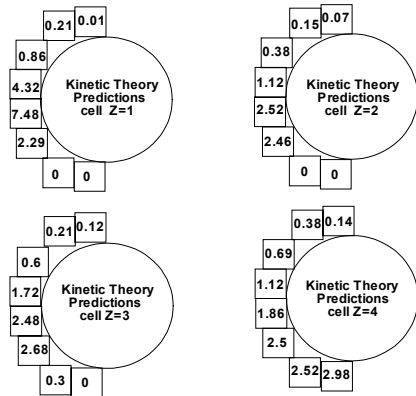 0.21 0.01
0.86
4.32
7.48
2.29
0 0
Kinetic Theory
Predictions
cell Z=1
0.15 0.07
0.38
1.12
2.52
2.46
0 0
Kinetic Theory
Predictions
cell Z=2
0.21 0.12
0.6
1.72
2.48
2.68
0.3 0
Kinetic Theory
Predictions
cell Z=3
0.38 0.14
0.69
1.12
1.86
2.5
2.52 2.98
Kinetic Theory
Predictions
cell Z=4